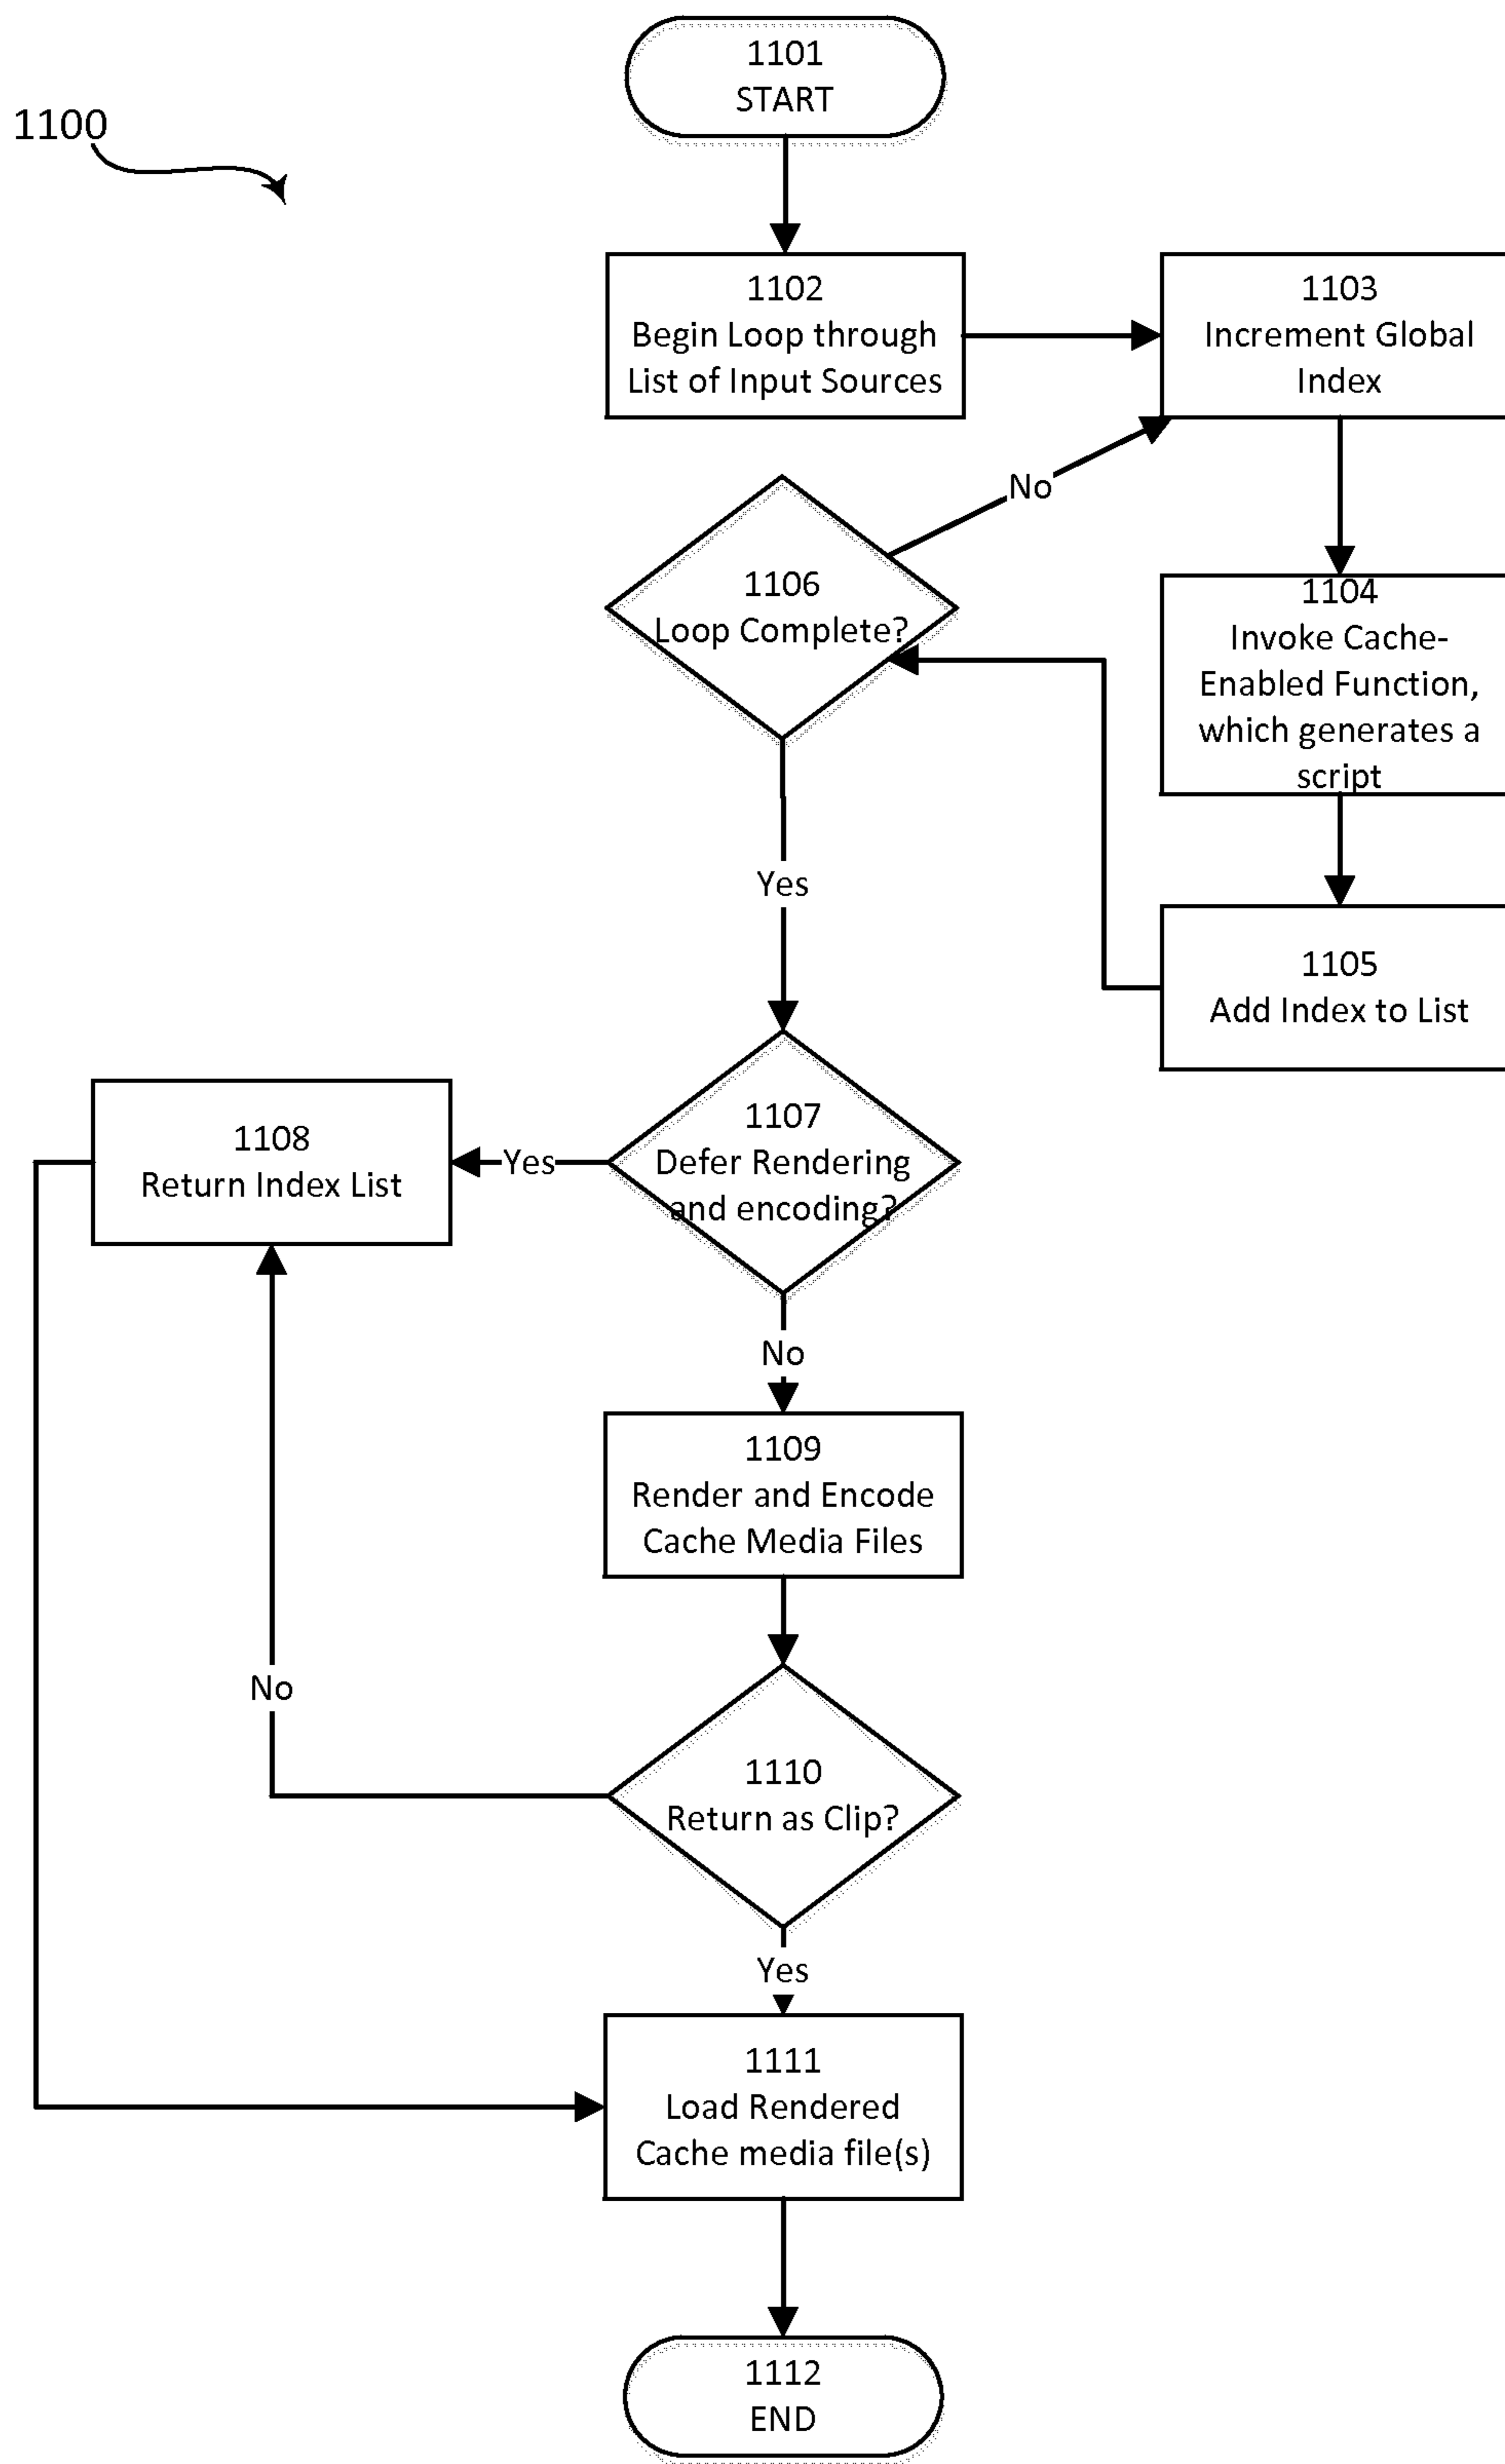 1100
1101
START
1102
Begin Loop through
List of Input Sources
1103
Increment Global
Index
No
1106
Loop Complete?
1104
Invoke Cache-
Enabled Function,
which generates a
script
Yes
1105
Add Index to List
1107
Defer Rendering
and encoding?
Yes
1108
Return Index List
No
1109
Render and Encode
Cache Media Files
No
1110
Return as Clip?
Yes
1111
Load Rendered
Cache media file(s)
1112
END